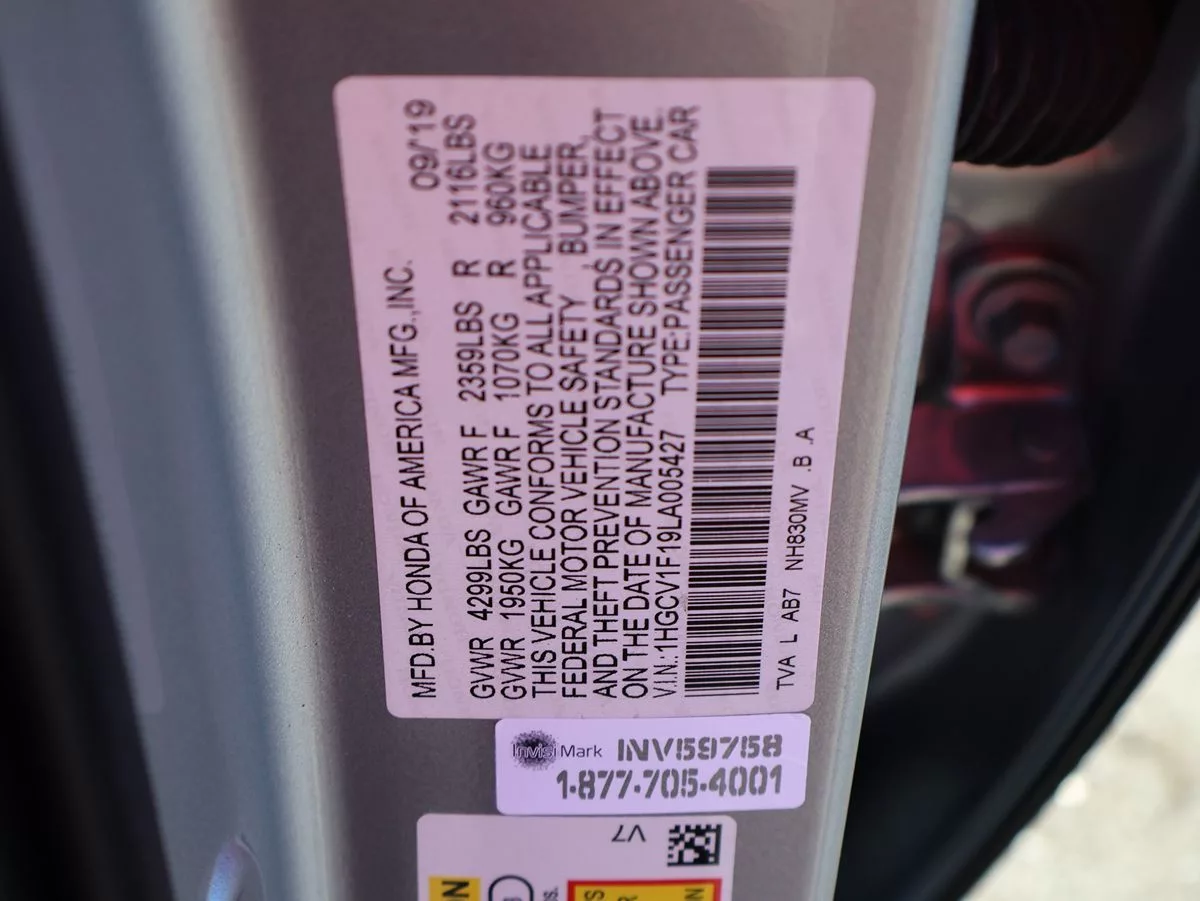 MFD.BY HONDA OF AMERICA MFG.,INC. 09/'19
GVWR 4299LBS GAWR F 2359LBS R 2116LBS
GVWR 1950KG GAWR F 1070KG R 960KG
THIS VEHICLE CONFORMS TO ALL APPLICABLE
FEDERAL MOTOR VEHICLE SAFETY BUMPER,
AND THEFT PREVENTION STANDARDS IN EFFECT
ON THE DATE OF MANUFACTURE SHOWN ABOVE.
V.I.N.:1HGCV1F19LA005427 TYPE:PASSENGER CAR
TVA L AB7 NH830MV .B .A
InvisiMark INV59758
1-877-705-4001
V7